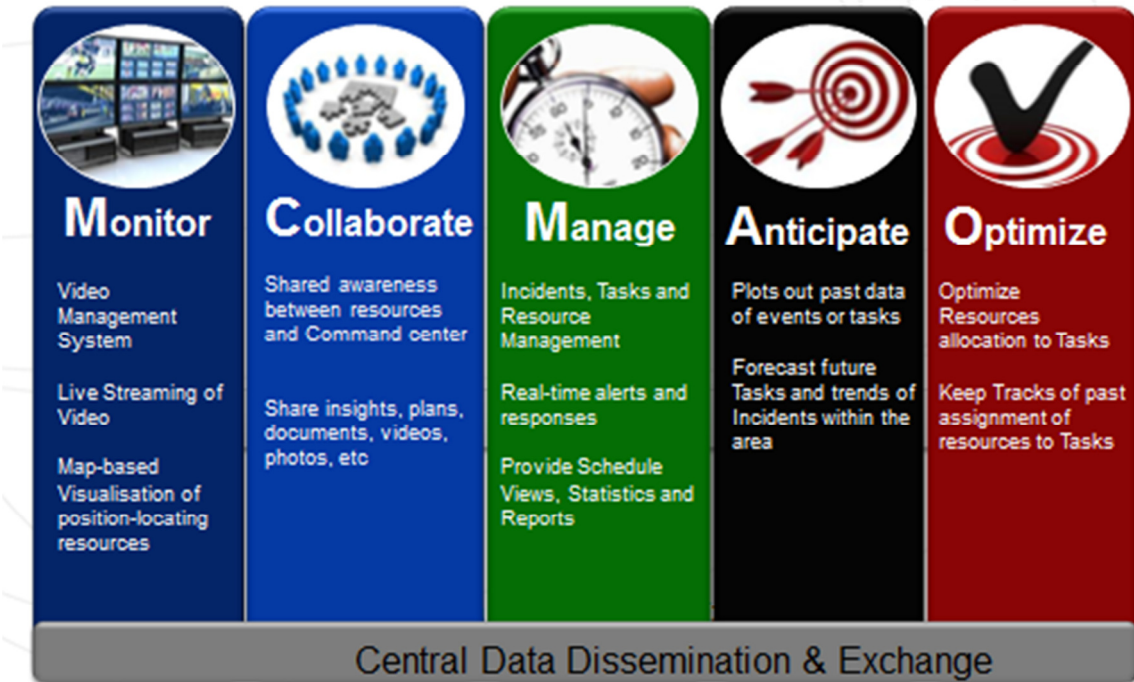 Monitor
Video
Management
System
Live Streaming of
Video
Map-based
Visualisation of
position-locating
resources
Collaborate
Shared awareness
between resources
and Command center
Share insights, plans,
documents, videos,
photos, etc
Manage
Incidents, Tasks and
Resource
Management
Real-time alerts and
responses
Provide Schedule
Views, Statistics and
Reports
Anticipate
Plots out past data
of events or tasks
Forecast future
Tasks and trends of
Incidents within the
area
Optimize
Optimize
Resources
allocation to Tasks
Keep Tracks of past
assignment of
resources to Tasks
Central Data Dissemination & Exchange